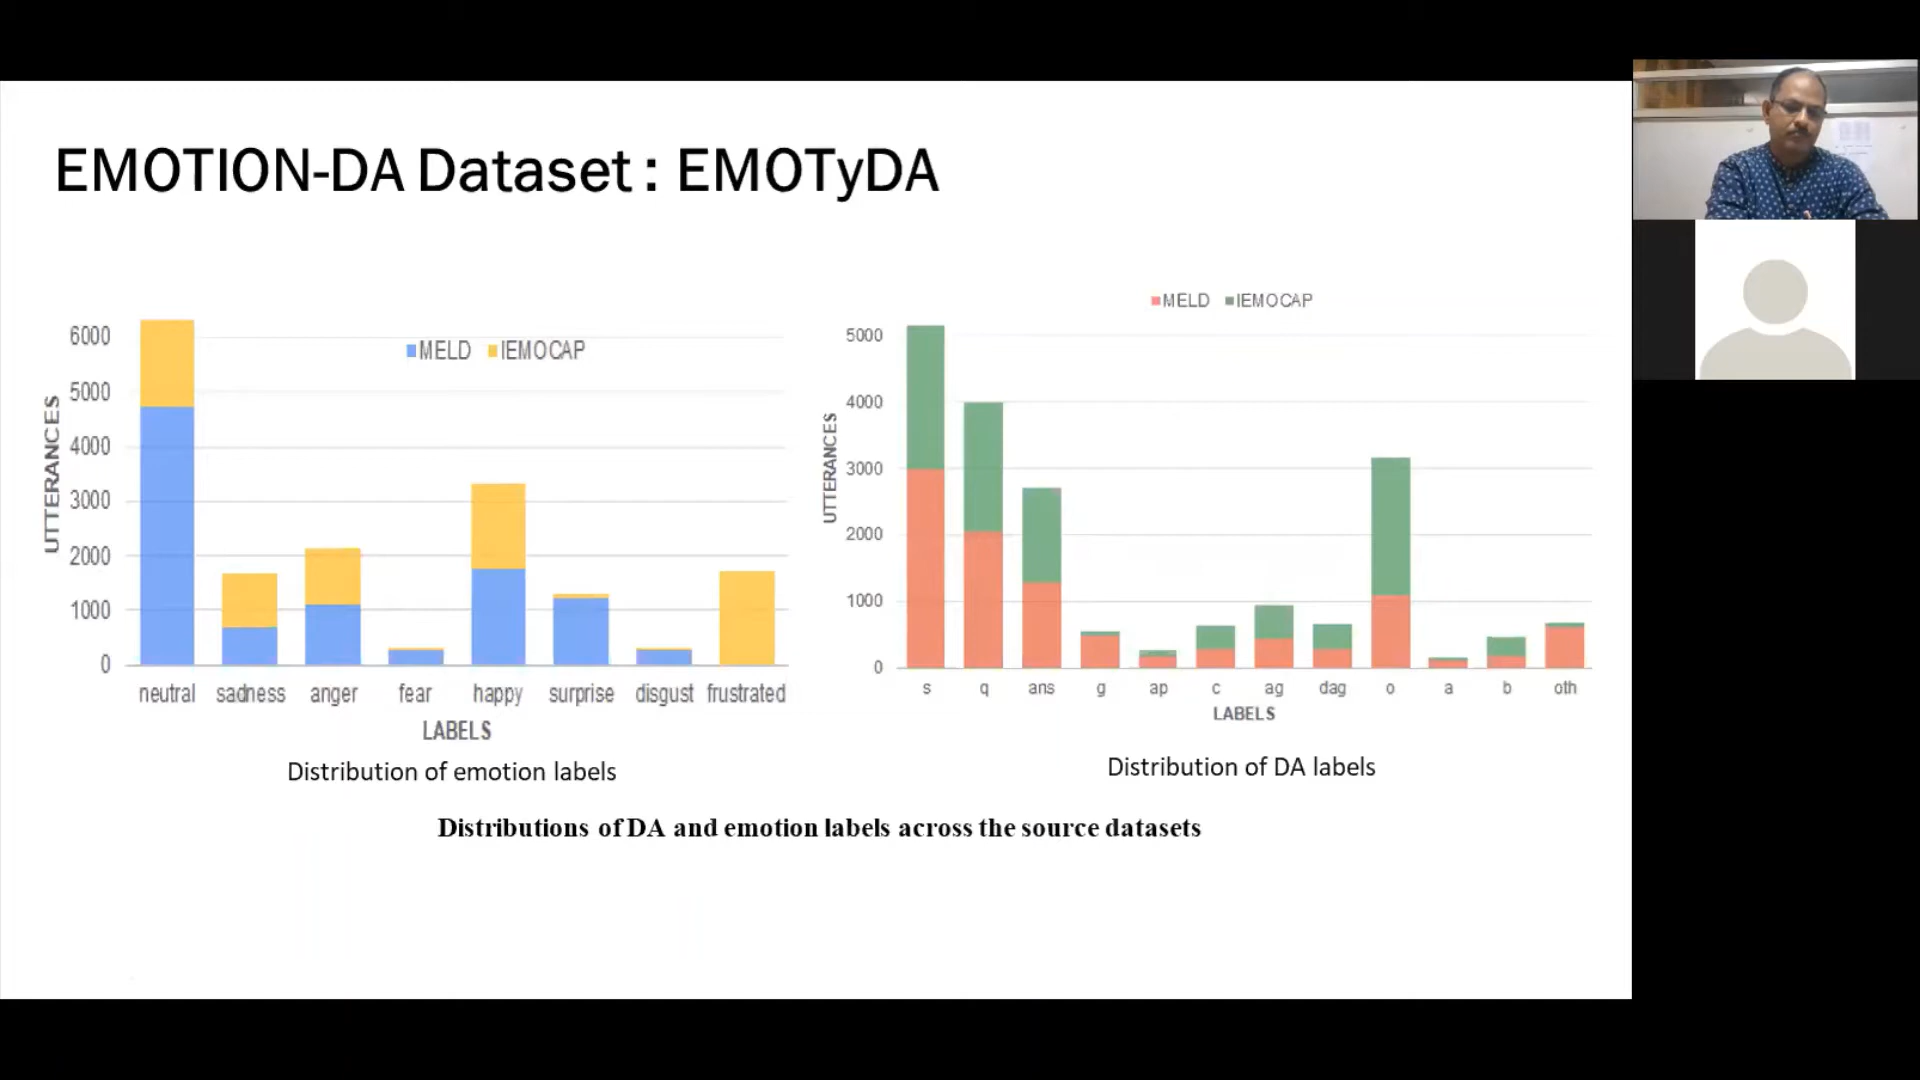 EMOTION-DA Dataset : EMOTyDA
MELD IEMOCAP
6000
5000
4000
3000
2000
1000
0
UTTERANCES
neutral sadness anger fear happy surprise disgust frustrated
LABELS
Distribution of emotion labels
MELD IEMOCAP
5000
4000
3000
2000
1000
0
UTTERANCES
s q ans g ap c ag dag o a b oth
LABELS
Distribution of DA labels
Distributions of DA and emotion labels across the source datasets